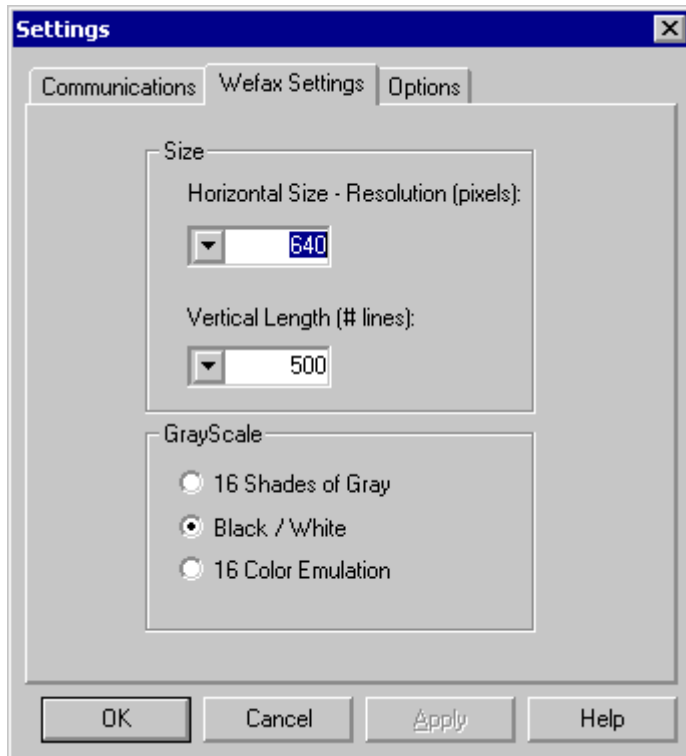 Settings
Communications Wefax Settings Options
Size
Horizontal Size - Resolution (pixels):
640
Vertical Length (# lines):
500
GrayScale
16 Shades of Gray
Black / White
16 Color Emulation
OK Cancel Apply Help